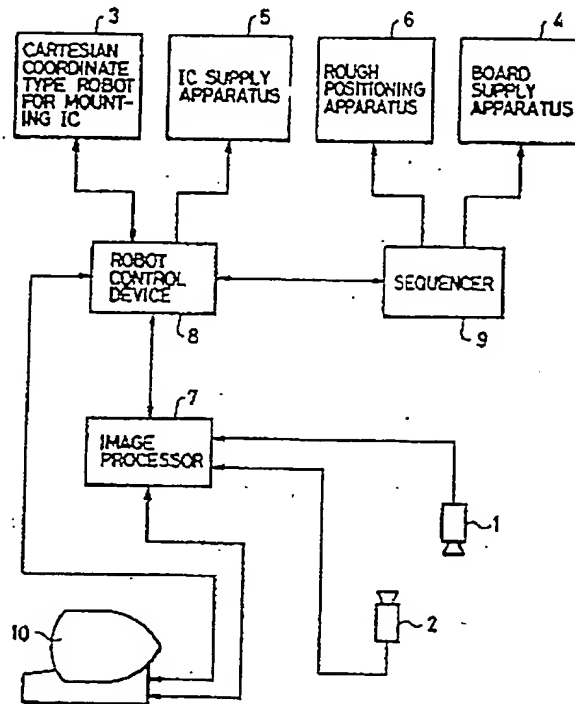 3
5
6
4
CARTESIAN
COORDINATE
TYPE ROBOT
FOR MOUNT-
ING IC
IC SUPPLY
APPARATUS
ROUGH
POSITIONING
APPARATUS
BOARD
SUPPLY
APPARATUS
ROBOT
CONTROL
DEVICE
8
SEQUENCER
9
7
IMAGE
PROCESSOR
1
2
10